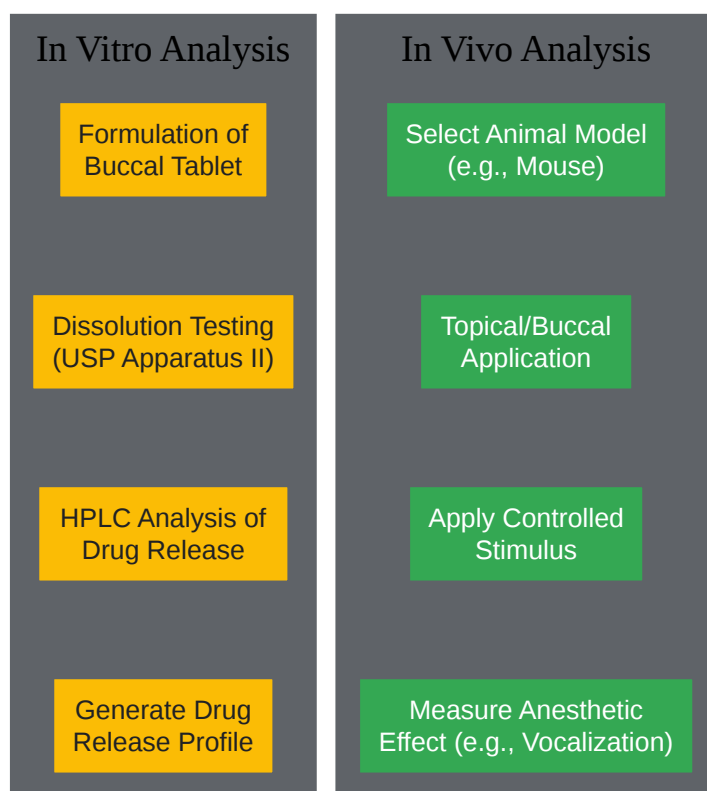 In Vitro Analysis
Formulation of
Buccal Tablet
Dissolution Testing
(USP Apparatus II)
HPLC Analysis of
Drug Release
Generate Drug
Release Profile
In Vivo Analysis
Select Animal Model
(e.g., Mouse)
Topical/Buccal
Application
Apply Controlled
Stimulus
Measure Anesthetic
Effect (e.g., Vocalization)